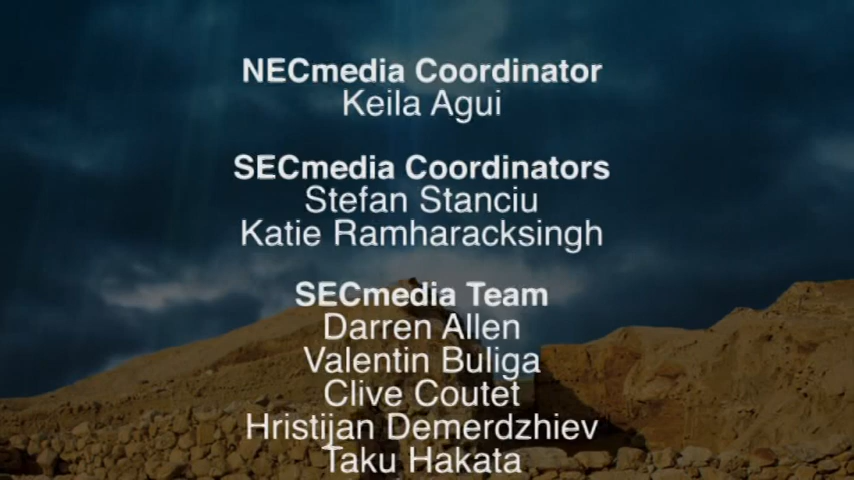 NECmedia Coordinator
Keila Agui
SECmedia Coordinators
Stefan Stanciu
Katie Ramharacksingh
SECmedia Team
Darren Allen
Valentin Buliga
Clive Coutet
Hristijan Demerdzhiev
Taku Hakata